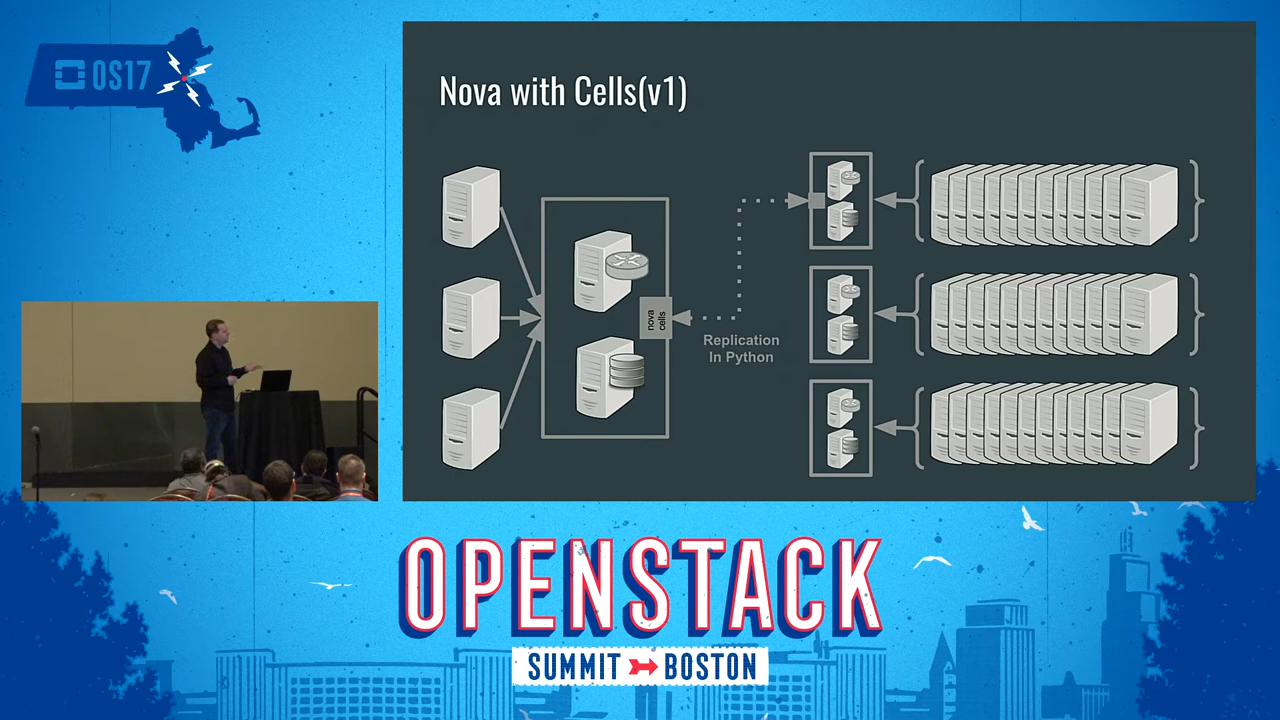 OS17
Nova with Cells(v1)
nova
cells
Replication
In Python
OPENSTACK
SUMMIT BOSTON